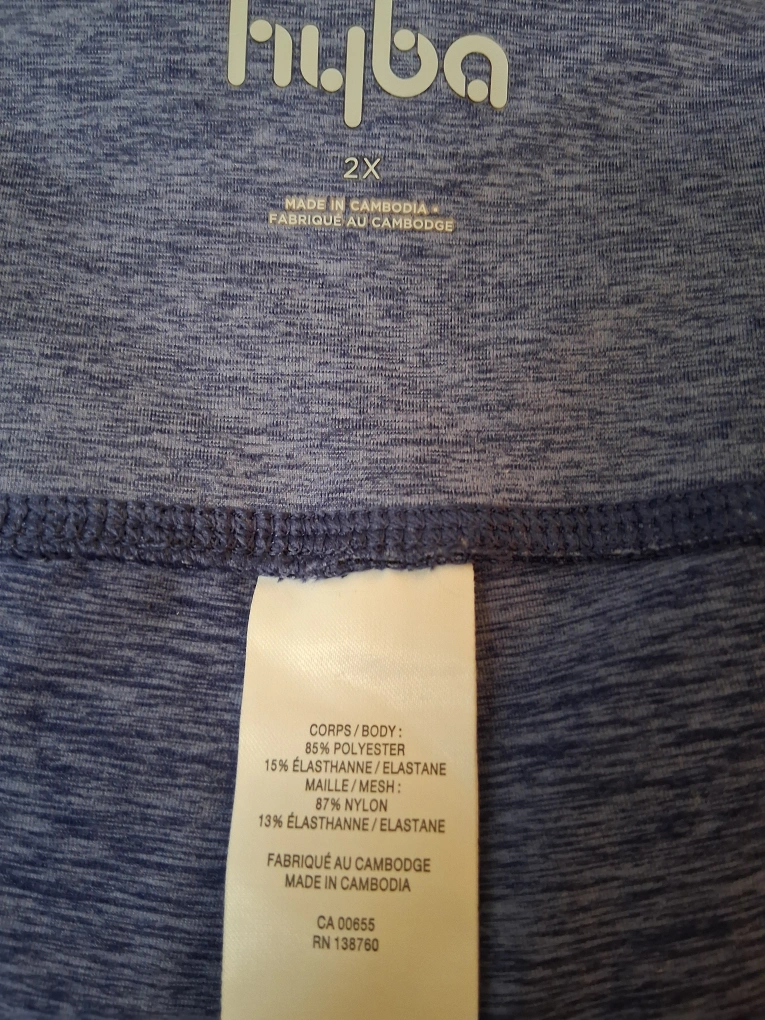 hyba
2X
MADE IN CAMBODIA •
FABRIQUÉ AU CAMBODGE
CORPS / BODY :
85% POLYESTER
15% ÉLASTHANNE / ELASTANE
MAILLE / MESH :
87% NYLON
13% ÉLASTHANNE / ELASTANE
FABRIQUÉ AU CAMBODGE
MADE IN CAMBODIA
CA 00655
RN 138760